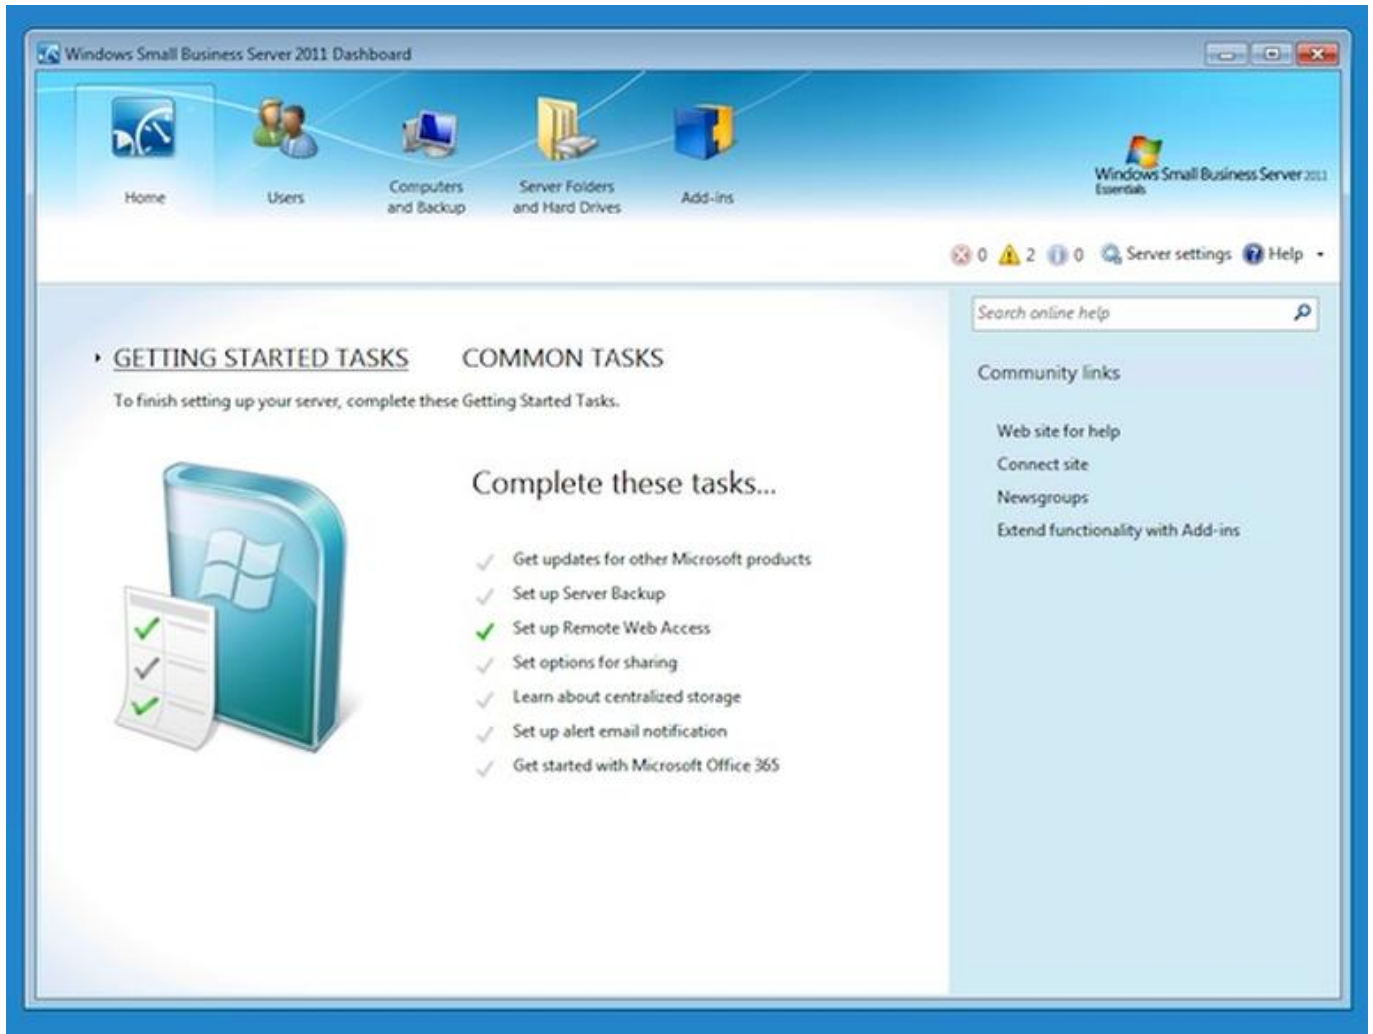 Windows Small Business Server 2011 Dashboard
Home
Users
Computers
and Backup
Server Folders
and Hard Drives
Add-ins
Windows Small Business Server 2011
Essentials
0 2 0 Server settings Help
Search online help
GETTING STARTED TASKS COMMON TASKS
To finish setting up your server, complete these Getting Started Tasks.
Complete these tasks...
Get updates for other Microsoft products
Set up Server Backup
Set up Remote Web Access
Set options for sharing
Learn about centralized storage
Set up alert email notification
Get started with Microsoft Office 365
Community links
Web site for help
Connect site
Newsgroups
Extend functionality with Add-ins